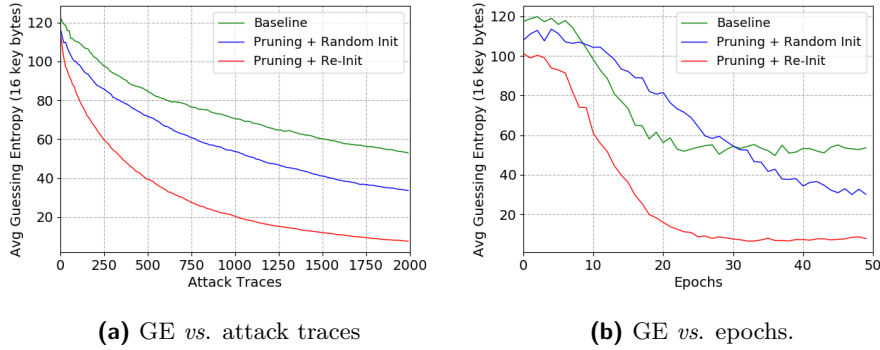 Avg Guessing Entropy (16 key bytes)
120
100
80
60
40
20
0
250
500
750
1000
1250
1500
1750
2000
Attack Traces
Baseline
Pruning + Random Init
Pruning + Re-Init
(a) GE vs. attack traces
Avg Guessing Entropy (16 key bytes)
120
100
80
60
40
20
0
10
20
30
40
50
Epochs
Baseline
Pruning + Random Init
Pruning + Re-Init
(b) GE vs. epochs.